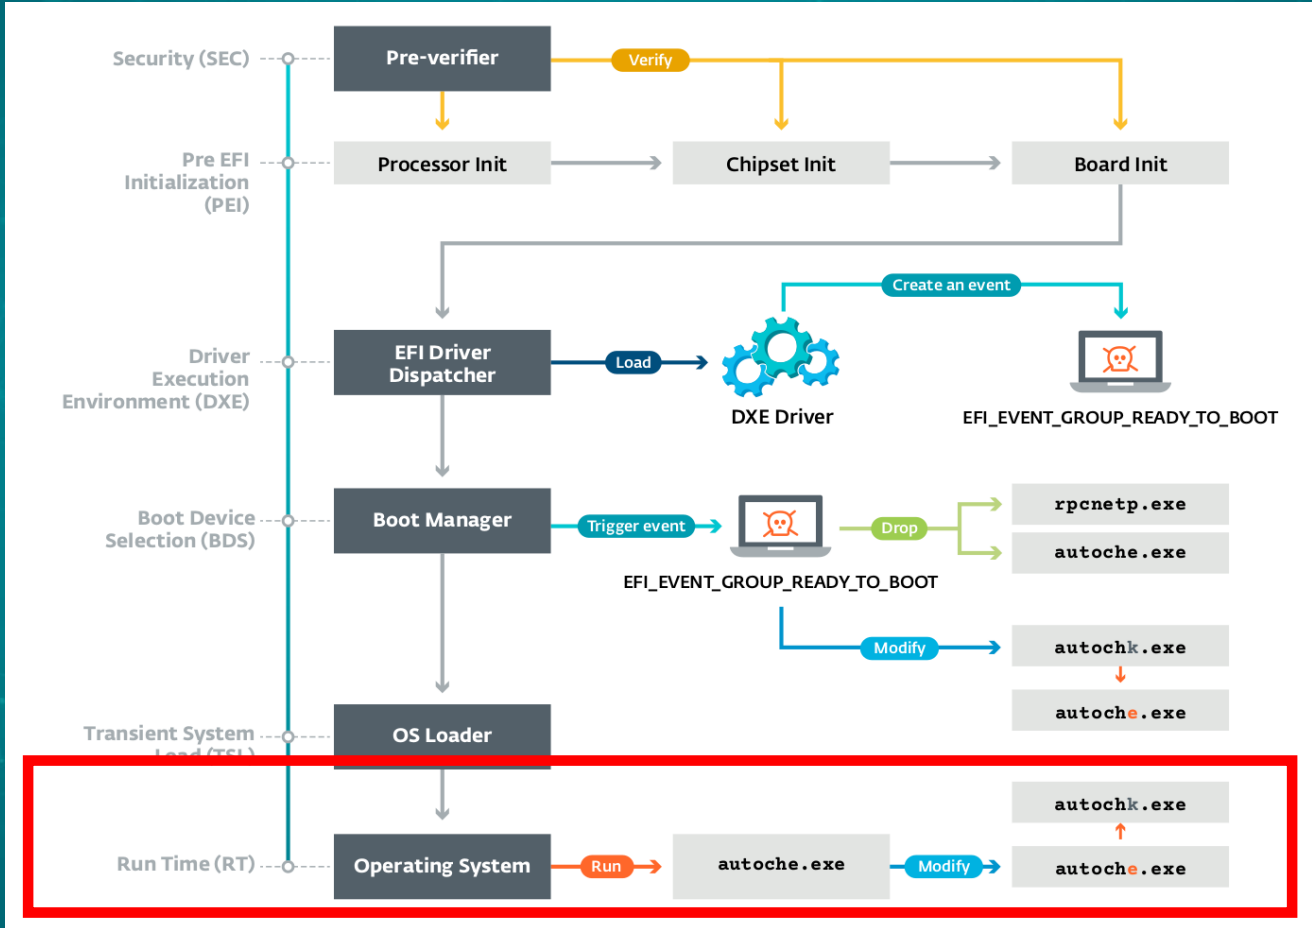 Security (SEC)
Pre-verifier
Verify
Pre EFI
Initialization
(PEI)
Processor Init
Chipset Init
Board Init
Create an event
Driver
Execution
Environment (DXE)
EFI Driver
Dispatcher
Load
DXE Driver
EFI_EVENT_GROUP_READY_TO_BOOT
Boot Device
Selection (BDS)
Boot Manager
Trigger event
EFI_EVENT_GROUP_READY_TO_BOOT
Drop
rpcnetp.exe
autoche.exe
Modify
autochk.exe
autoche.exe
Transient System
Load (TSL)
OS Loader
Run Time (RT)
Operating System
Run
autoche.exe
Modify
autochk.exe
autoche.exe